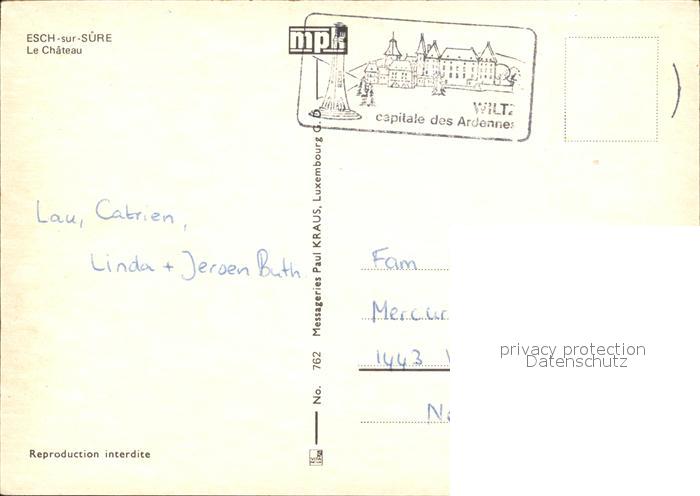 ESCH-sur-SÛRE
Le Château
mpk
WILTZ
capitale des Ardennes
Lau, Catrien,
Linda + Jeroen Buth
No. 762 Messageries Paul KRAUS, Luxembourg G. D.
Fam
Mercur
1443
privacy protection
Datenschutz
Reproduction interdite